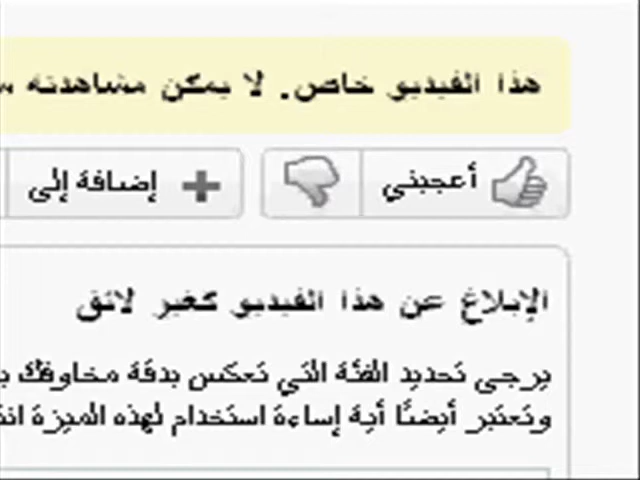 هذا الفيديو خاص. لا يمكن مشاهدته
أعجبني
إضافة إلى
الإبلاغ عن هذا الفيديو كغير لائق
يرجى تحديد الفئة التي تعكس بدقة مخاوفك
وتعتبر أيضًا أية إساءة استخدام لهذه الميزة